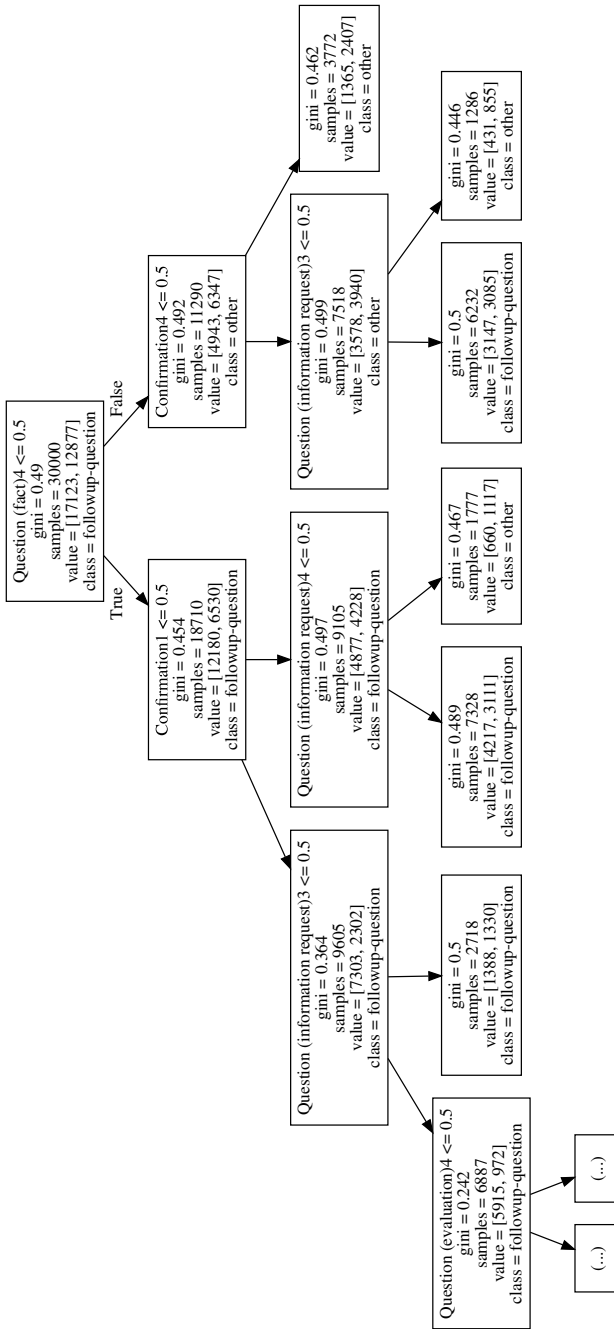 Question (fact)4 <= 0.5
gini = 0.49
samples = 30000
value = [17123, 12877]
class = followup-question
True
False
Confirmation1 <= 0.5
gini = 0.454
samples = 18710
value = [12180, 6530]
class = followup-question
Confirmation4 <= 0.5
gini = 0.492
samples = 11290
value = [4943, 6347]
class = other
Question (information request)3 <= 0.5
gini = 0.364
samples = 9605
value = [7303, 2302]
class = followup-question
Question (information request)4 <= 0.5
gini = 0.497
samples = 9105
value = [4877, 4228]
class = followup-question
Question (information request)3 <= 0.5
gini = 0.499
samples = 7518
value = [3578, 3940]
class = other
gini = 0.462
samples = 3772
value = [1365, 2407]
class = other
Question (evaluation)4 <= 0.5
gini = 0.242
samples = 6887
value = [5915, 972]
class = followup-question
gini = 0.5
samples = 2718
value = [1388, 1330]
class = followup-question
gini = 0.489
samples = 7328
value = [4217, 3111]
class = followup-question
gini = 0.467
samples = 1777
value = [660, 1117]
class = other
gini = 0.5
samples = 6232
value = [3147, 3085]
class = followup-question
gini = 0.446
samples = 1286
value = [431, 855]
class = other
(...)
(...)